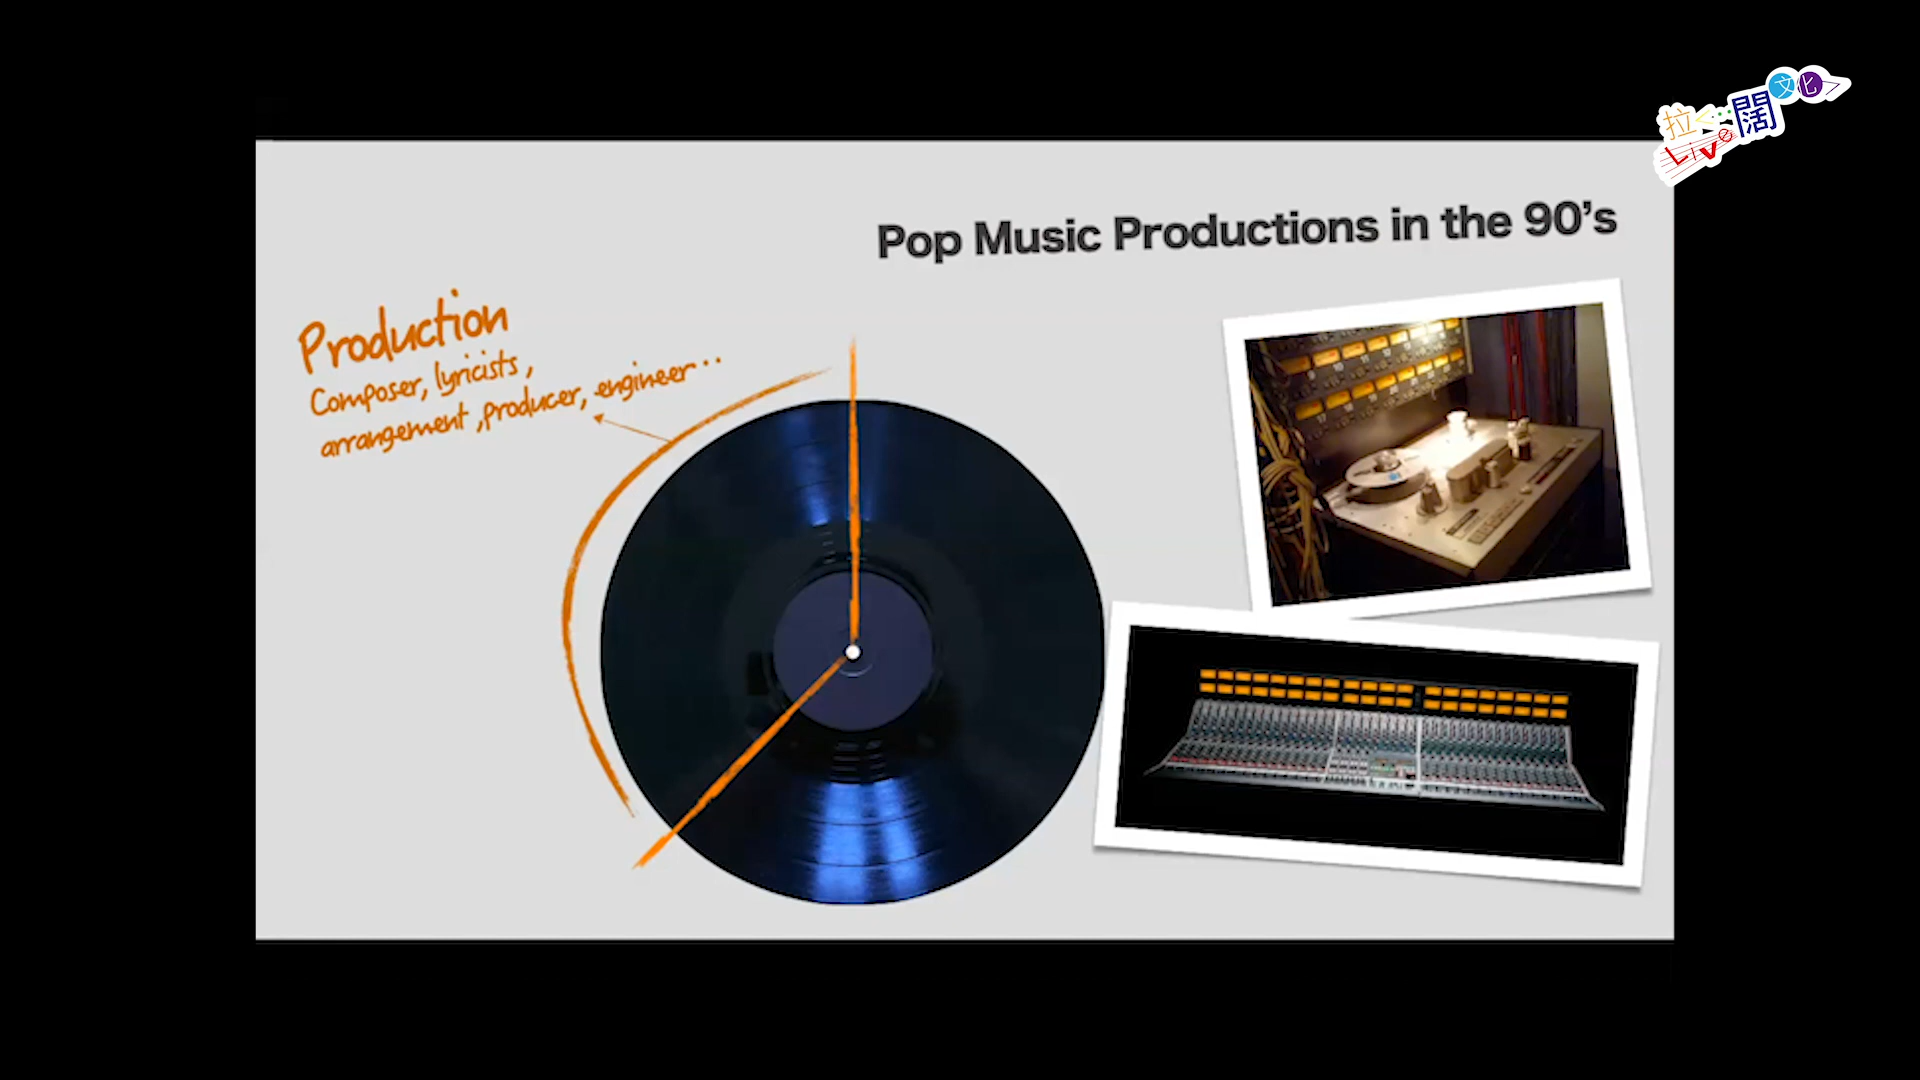 拉闊文化
Live
Pop Music Productions in the 90’s
Production
Composer, lyricists,
arrangement, producer, engineer...